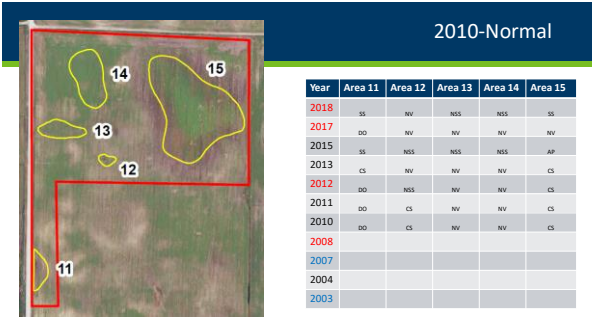 2010-Normal
14
15
13
12
11
Year Area 11 Area 12 Area 13 Area 14 Area 15
2018 SS NV NSS NSS SS
2017 DO NV NV NV NV
2015 SS NSS NSS NSS AP
2013 CS NV NV NV CS
2012 DO NSS NV NV CS
2011 DO CS NV NV CS
2010 DO CS NV NV CS
2008
2007
2004
2003